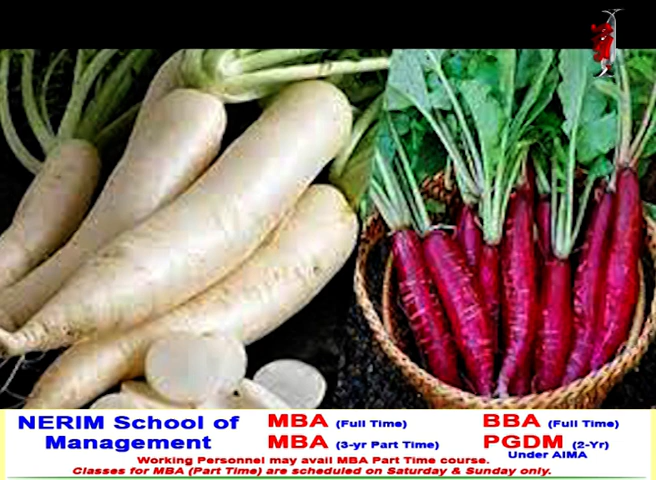 NERIM School of Management
MBA (Full Time)
MBA (3-yr Part Time)
BBA (Full Time)
PGDM (2-Yr)
Under AIMA
Working Personnel may avail MBA Part Time course.
Classes for MBA (Part Time) are scheduled on Saturday & Sunday only.